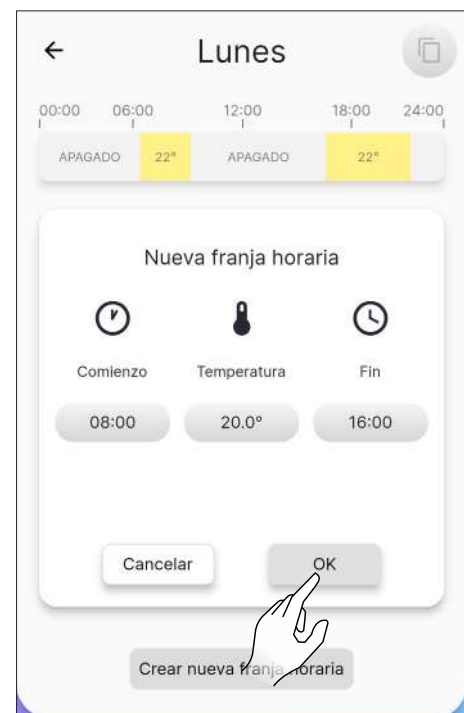 Lunes
00:00 06:00 12:00 18:00 24:00
APAGADO 22° APAGADO 22°
Nueva franja horaria
Comienzo Temperatura Fin
08:00 20.0° 16:00
Cancelar OK
Crear nueva franja horaria